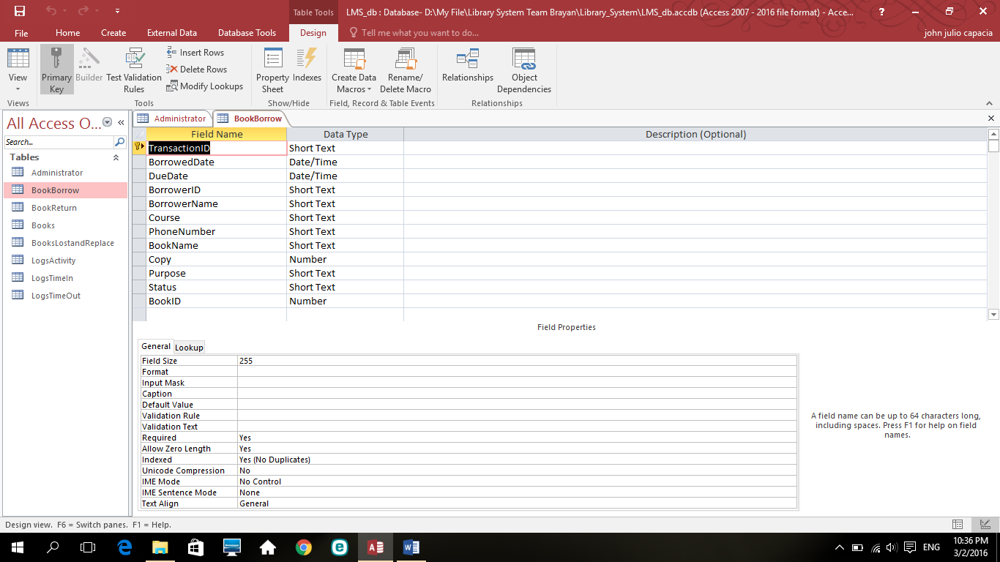 Table Tools
LMS_db : Database- D:\My File\Library System Team Brayan\Library_System\LMS_db.accdb (Access 2007 - 2016 file format) - Acce...
?
File Home Create External Data Database Tools Design Tell me what you want to do... john julio capacia
View
Primary Key
Builder
Test Validation Rules
Insert Rows
Delete Rows
Modify Lookups
Property Sheet
Indexes
Create Data Macros
Rename/ Delete Macro
Relationships
Object Dependencies
Views Tools Show/Hide Field, Record & Table Events Relationships
All Access O...
Search...
Tables
Administrator
BookBorrow
BookReturn
Books
BooksLostandReplace
LogsActivity
LogsTimeIn
LogsTimeOut
Administrator BookBorrow
Field Name Data Type Description (Optional)
TransactionID Short Text
BorrowedDate Date/Time
DueDate Date/Time
BorrowerID Short Text
BorrowerName Short Text
Course Short Text
PhoneNumber Short Text
BookName Short Text
Copy Number
Purpose Short Text
Status Short Text
BookID Number
Field Properties
General Lookup
Field Size 255
Format
Input Mask
Caption
Default Value
Validation Rule
Validation Text
Required Yes
Allow Zero Length Yes
Indexed Yes (No Duplicates)
Unicode Compression No
IME Mode No Control
IME Sentence Mode None
Text Align General
A field name can be up to 64 characters long,
including spaces. Press F1 for help on field
names.
Design view. F6 = Switch panes. F1 = Help.
ENG
10:36 PM
3/2/2016